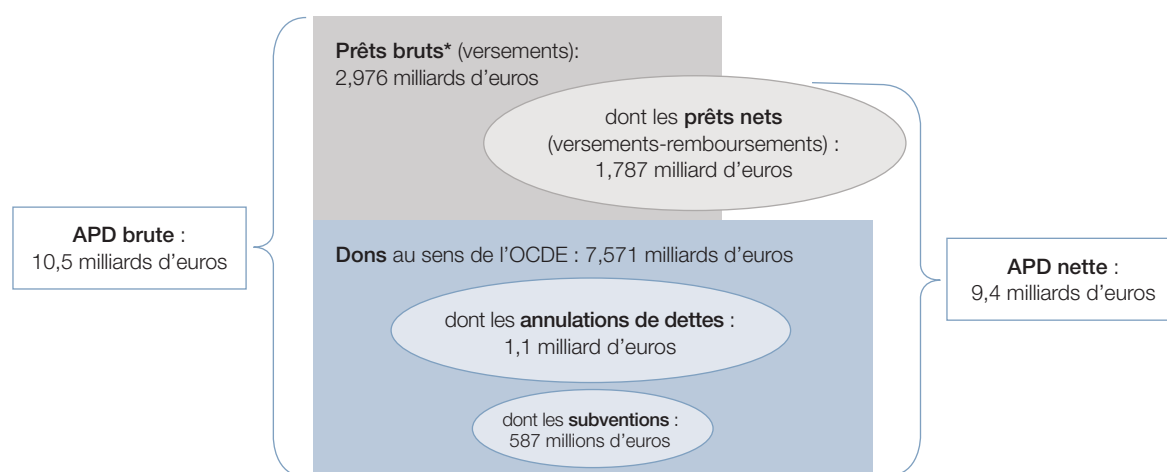 Prêts bruts* (versements):
2,976 milliards d’euros
dont les prêts nets
(versements-remboursements) :
1,787 milliard d’euros
APD brute :
10,5 milliards d’euros
Dons au sens de l’OCDE : 7,571 milliards d’euros
APD nette :
9,4 milliards d’euros
dont les annulations de dettes :
1,1 milliard d’euros
dont les subventions :
587 millions d’euros